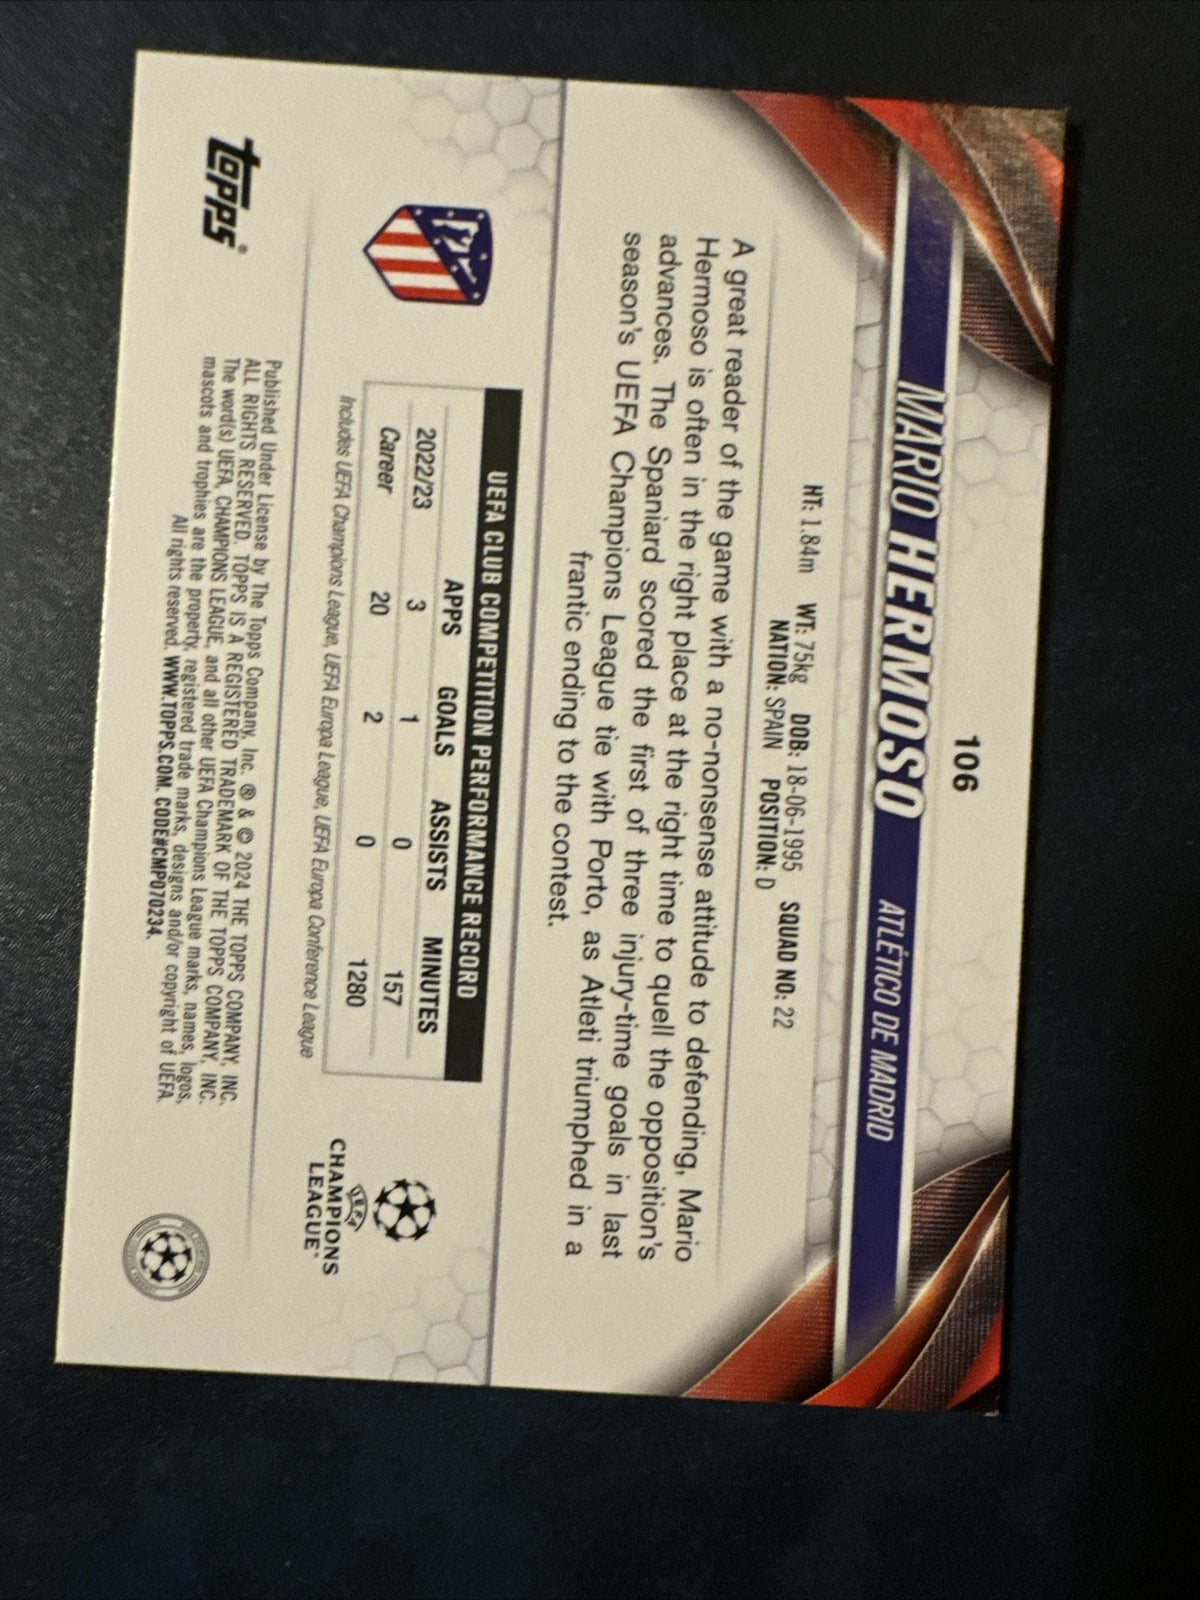 106
MARIO HERMOSO ATLÉTICO DE MADRID
HT: 1.84m WT: 75kg DOB: 18-06-1995 SQUAD NO: 22
NATION: SPAIN POSITION: D
A great reader of the game with a no-nonsense attitude to defending, Mario
Hermoso is often in the right place at the right time to quell the opposition's
advances. The Spaniard scored the first of three injury-time goals in last
season's UEFA Champions League tie with Porto, as Atleti triumphed in a
frantic ending to the contest.
UEFA CLUB COMPETITION PERFORMANCE RECORD
APPS GOALS ASSISTS MINUTES
2022/23 3 1 0 157
Career 20 2 0 1280
Includes UEFA Champions League, UEFA Europa League, UEFA Europa Conference League
UEFA
CHAMPIONS
LEAGUE®
topps®
Published Under License by The Topps Company, Inc. ® & © 2024 THE TOPPS COMPANY, INC.
ALL RIGHTS RESERVED. TOPPS IS A REGISTERED TRADEMARK OF THE TOPPS COMPANY, INC.
The word(s) UEFA, CHAMPIONS LEAGUE, and all other UEFA Champions League marks, names, logos,
mascots and trophies are the property, registered trade marks, designs and/or copyright of UEFA.
All rights reserved. WWW.TOPPS.COM. CODE#CMP070234.